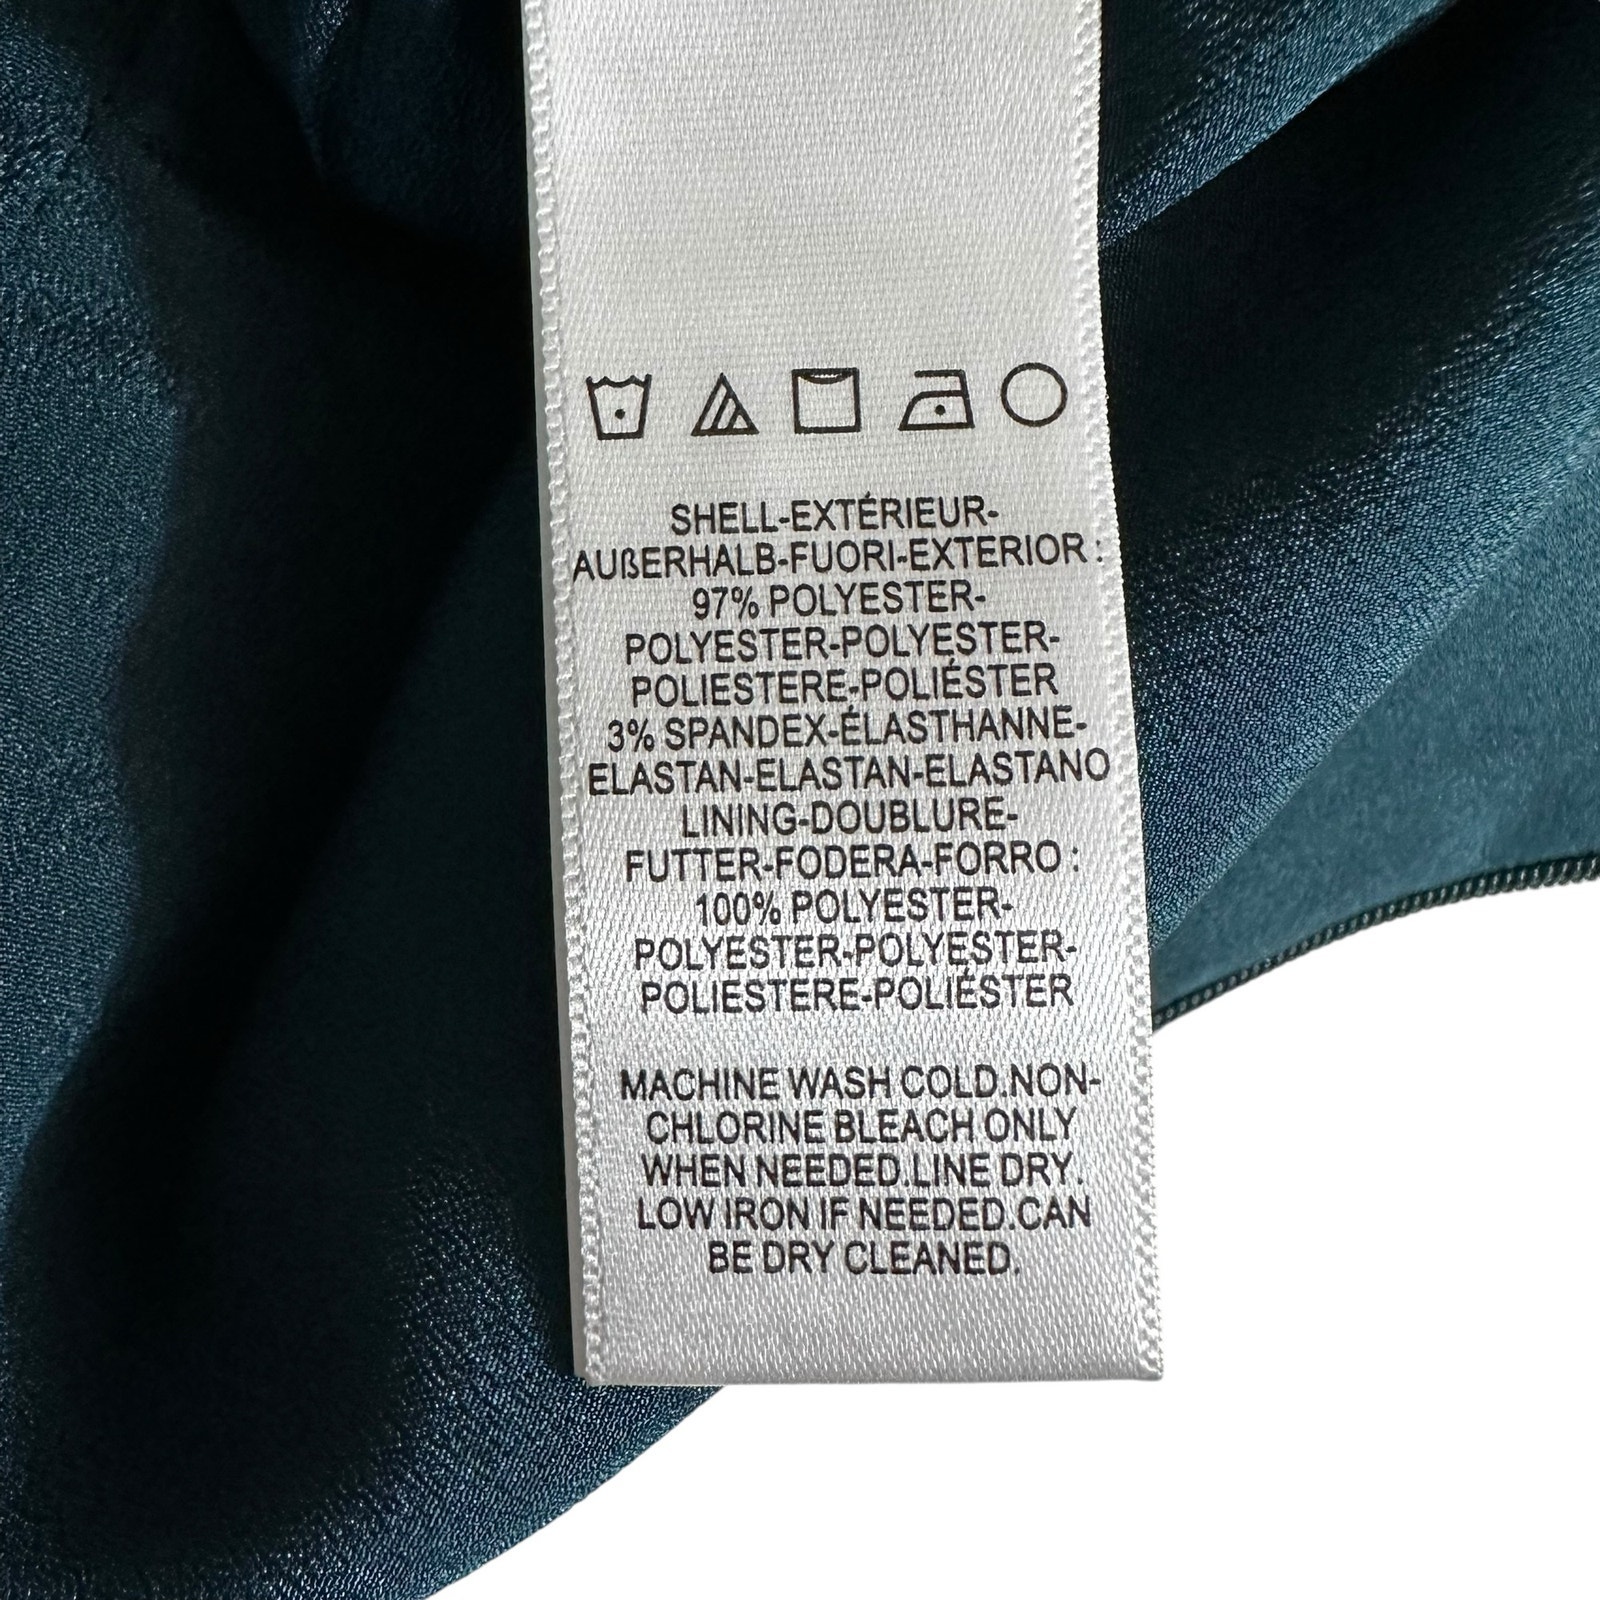 SHELL-EXTÉRIEUR-
AUßERHALB-FUORI-EXTERIOR :
97% POLYESTER-
POLYESTER-POLYESTER-
POLIESTERE-POLIÉSTER
3% SPANDEX-ÉLASTHANNE-
ELASTAN-ELASTAN-ELASTANO
LINING-DOUBLURE-
FUTTER-FODERA-FORRO :
100% POLYESTER-
POLYESTER-POLYESTER-
POLIESTERE-POLIÉSTER
MACHINE WASH COLD.NON-
CHLORINE BLEACH ONLY
WHEN NEEDED.LINE DRY.
LOW IRON IF NEEDED.CAN
BE DRY CLEANED.